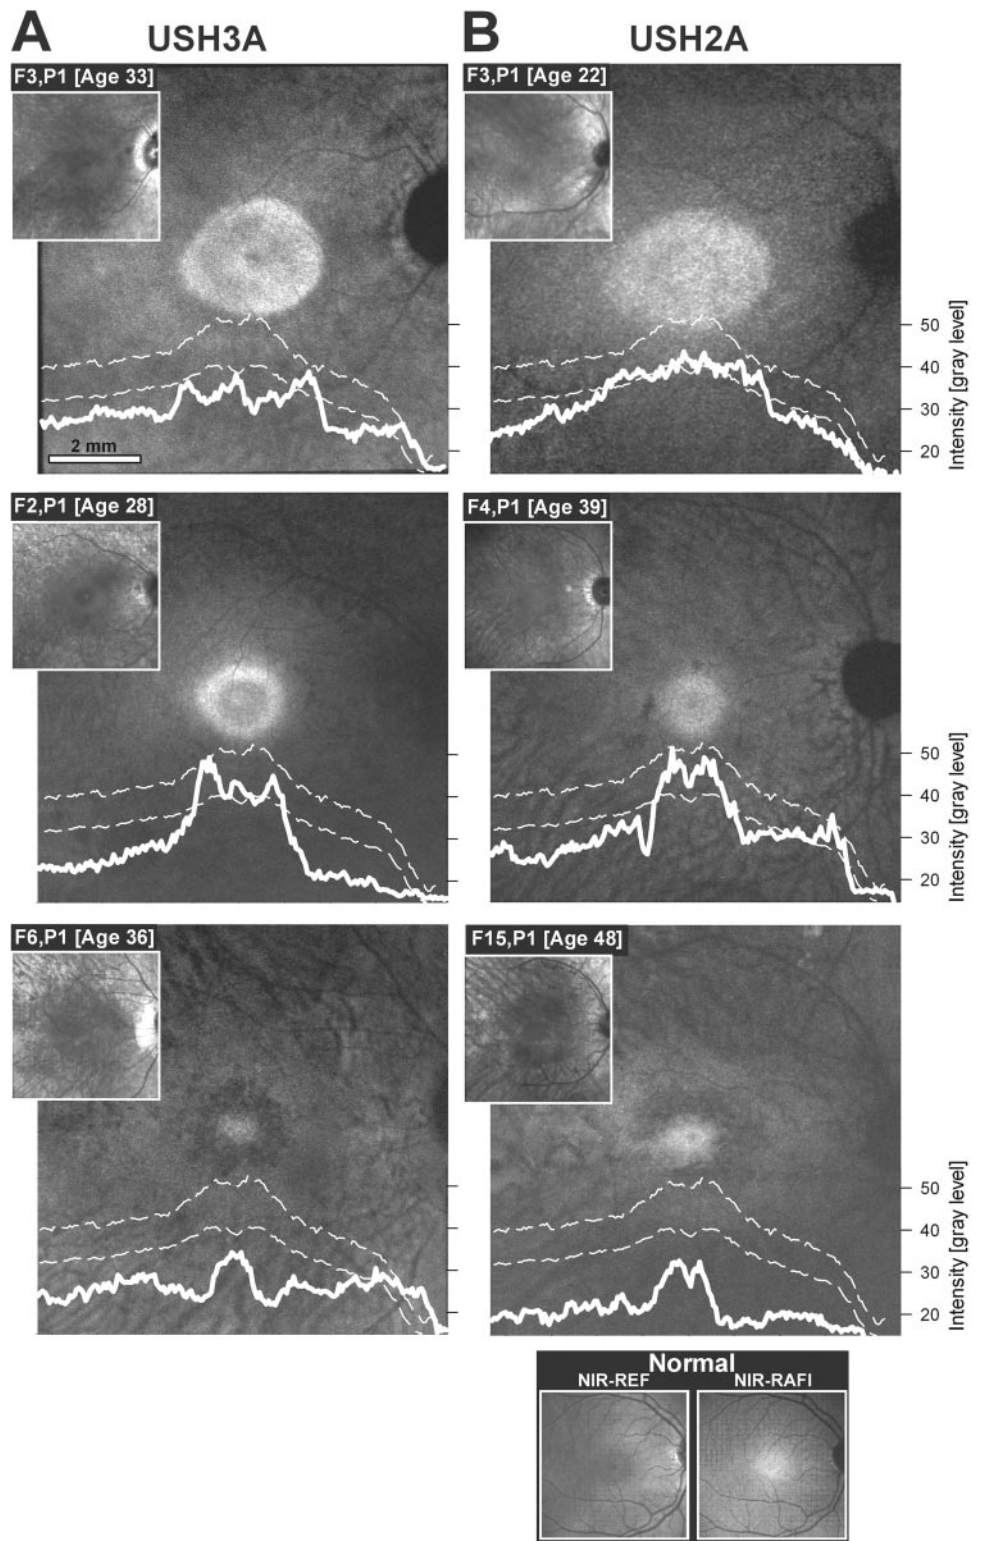 A
USH3A
B
USH2A
F3,P1 [Age 33]
F3,P1 [Age 22]
50
40
30
20
Intensity [gray level]
2 mm
F2,P1 [Age 28]
F4,P1 [Age 39]
50
40
30
20
Intensity [gray level]
F6,P1 [Age 36]
F15,P1 [Age 48]
50
40
30
20
Intensity [gray level]
Normal
NIR-REF
NIR-RAFI